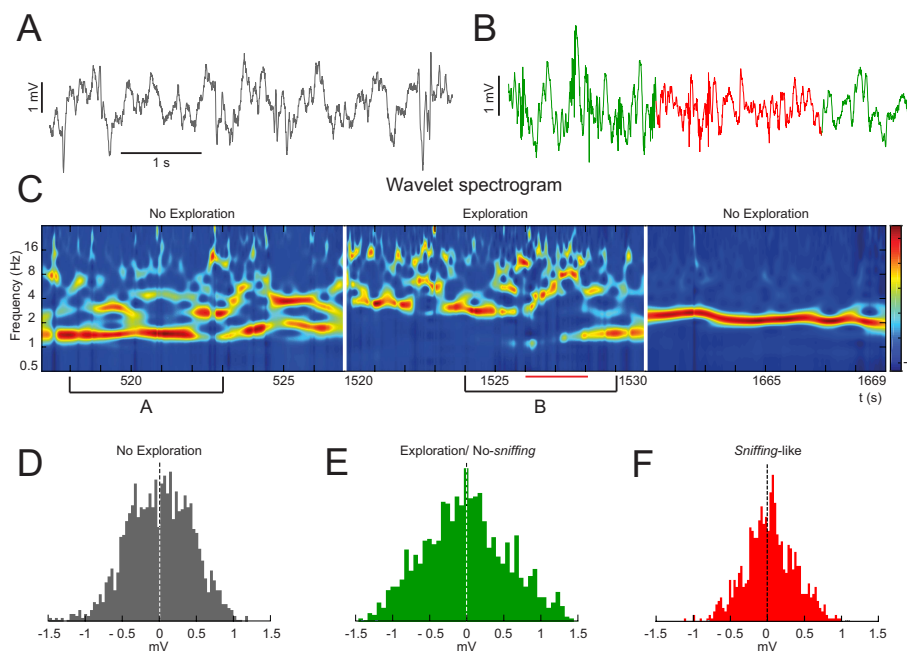 A
B
1 mV
1 s
1 mV
C
Wavelet spectrogram
No Exploration
Exploration
No Exploration
Frequency (Hz)
16
8
4
2
1
0.5
520
525
1520
1525
1530
1665
1669
t (s)
A
B
D
No Exploration
E
Exploration/ No-sniffing
F
Sniffing-like
-1.5 -1 -0.5 0 0.5 1 1.5
mV
-1.5 -1 -0.5 0 0.5 1 1.5
mV
-1.5 -1 - 0.5 0 0.5 1 1.5
mV